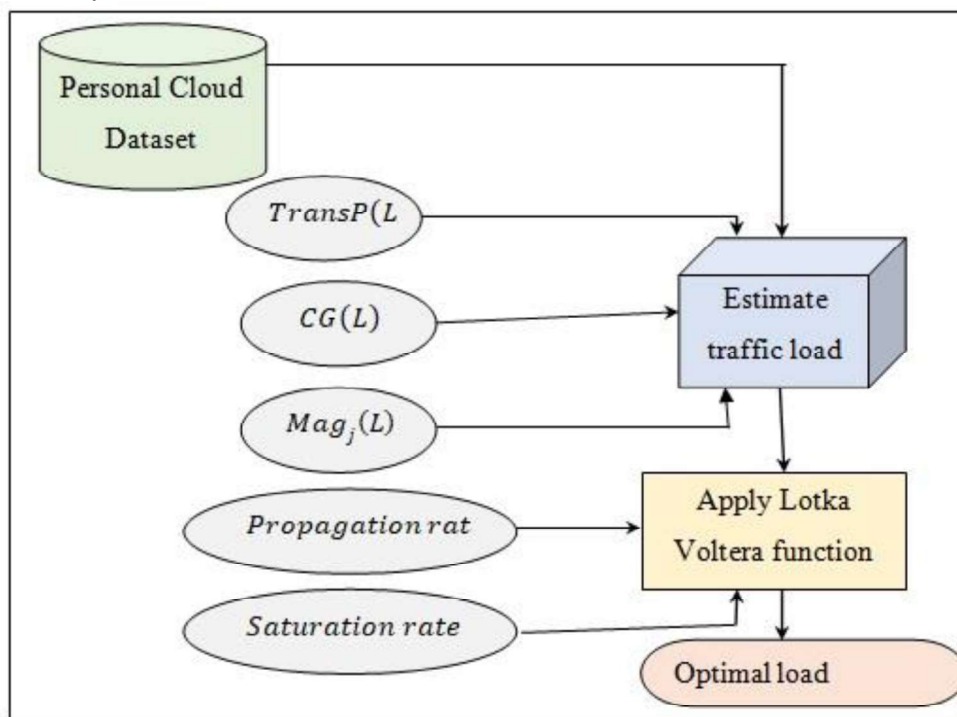 Personal Cloud
Dataset
TransP(L
CG(L)
Estimate
traffic load
Mag_j(L)
Propagation rat
Apply Lotka
Voltera function
Saturation rate
Optimal load